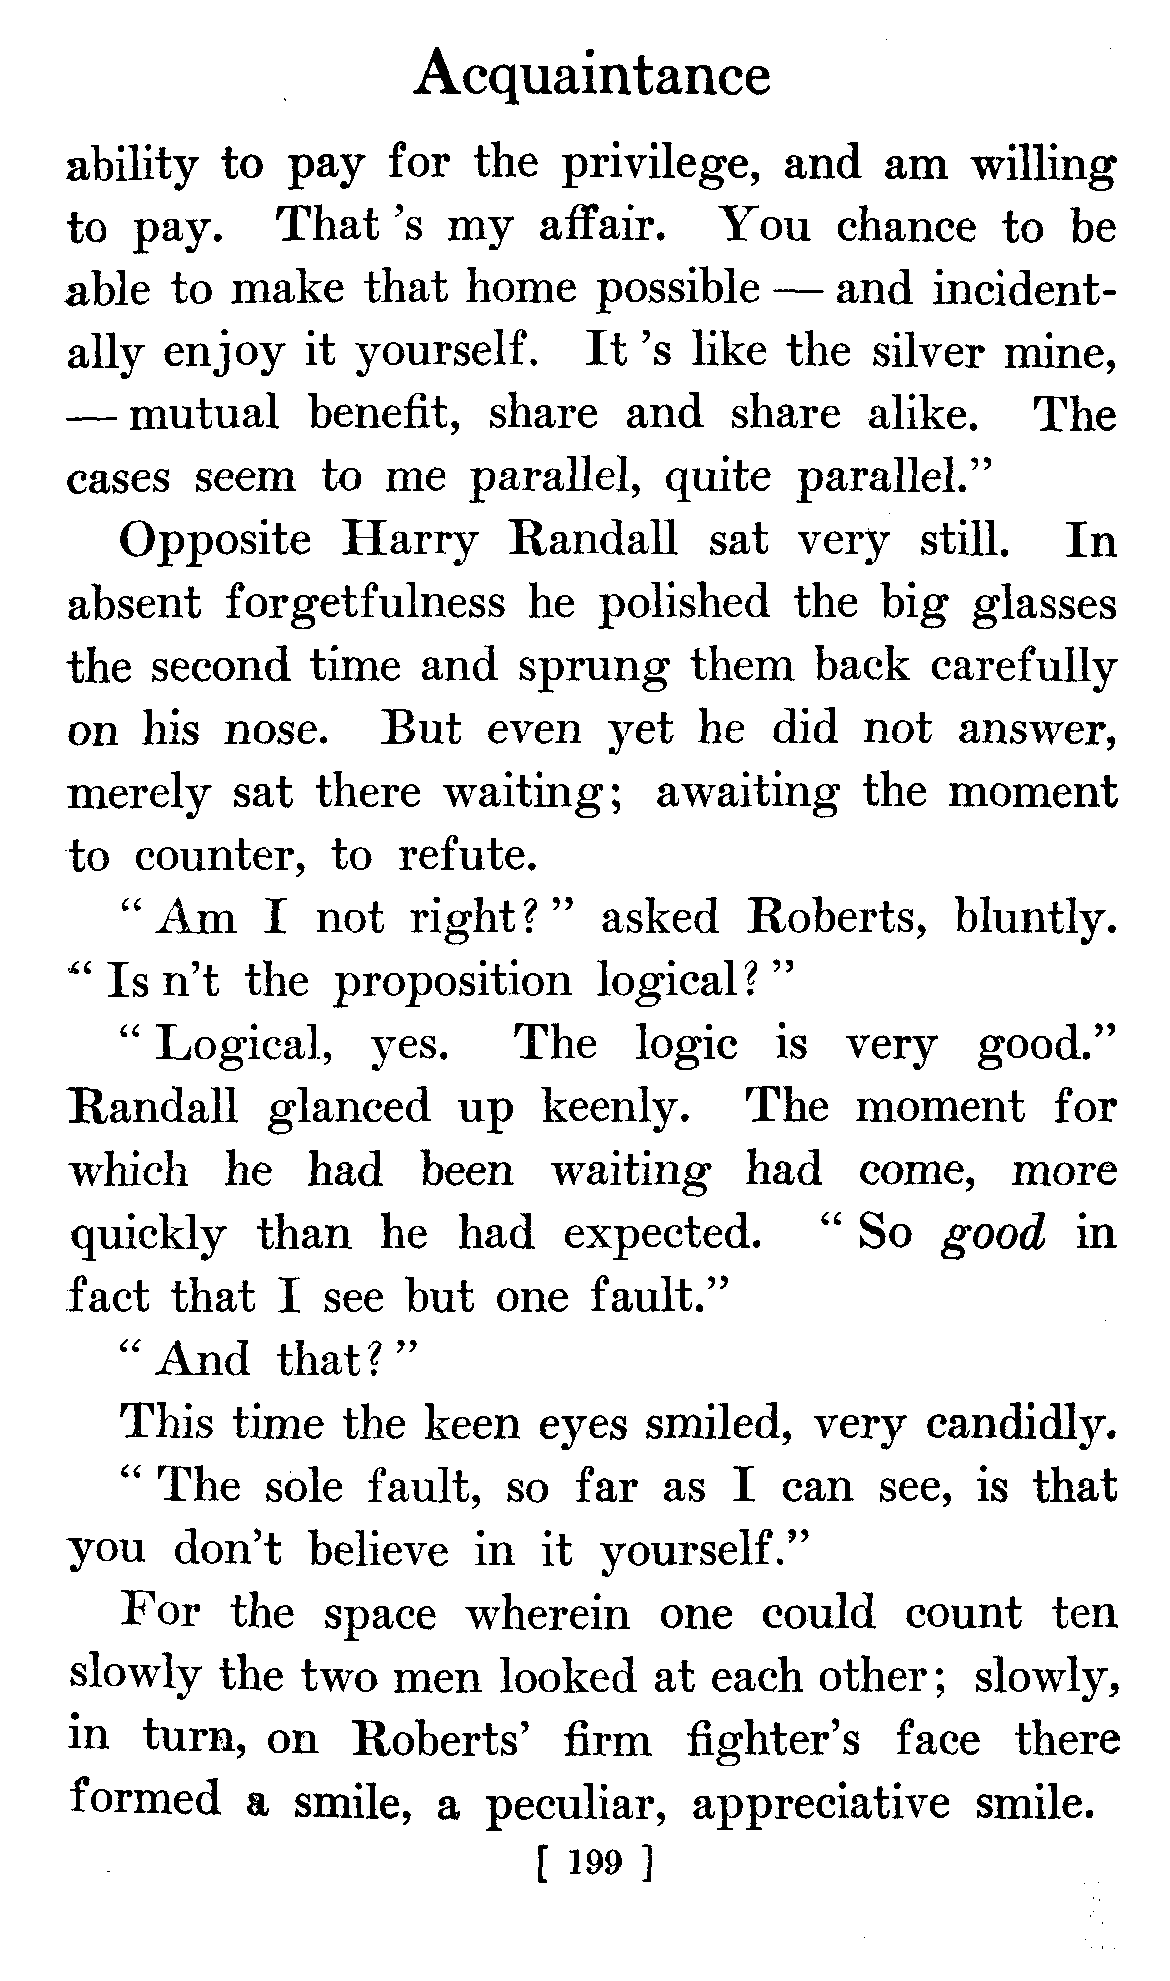 Acquaintance
ability to pay for the privilege, and am willing
to pay. That 's my affair. You chance to be
able to make that home possible — and incident-
ally enjoy it yourself. It 's like the silver mine,
— mutual benefit, share and share alike. The
cases seem to me parallel, quite parallel.”
Opposite Harry Randall sat very still. In
absent forgetfulness he polished the big glasses
the second time and sprung them back carefully
on his nose. But even yet he did not answer,
merely sat there waiting; awaiting the moment
to counter, to refute.
“ Am I not right? ” asked Roberts, bluntly.
“ Is n't the proposition logical? ”
“ Logical, yes. The logic is very good.”
Randall glanced up keenly. The moment for
which he had been waiting had come, more
quickly than he had expected. “ So good in
fact that I see but one fault.”
“ And that? ”
This time the keen eyes smiled, very candidly.
“ The sole fault, so far as I can see, is that
you don't believe in it yourself.”
For the space wherein one could count ten
slowly the two men looked at each other; slowly,
in turn, on Roberts' firm fighter's face there
formed a smile, a peculiar, appreciative smile.
[ 199 ]